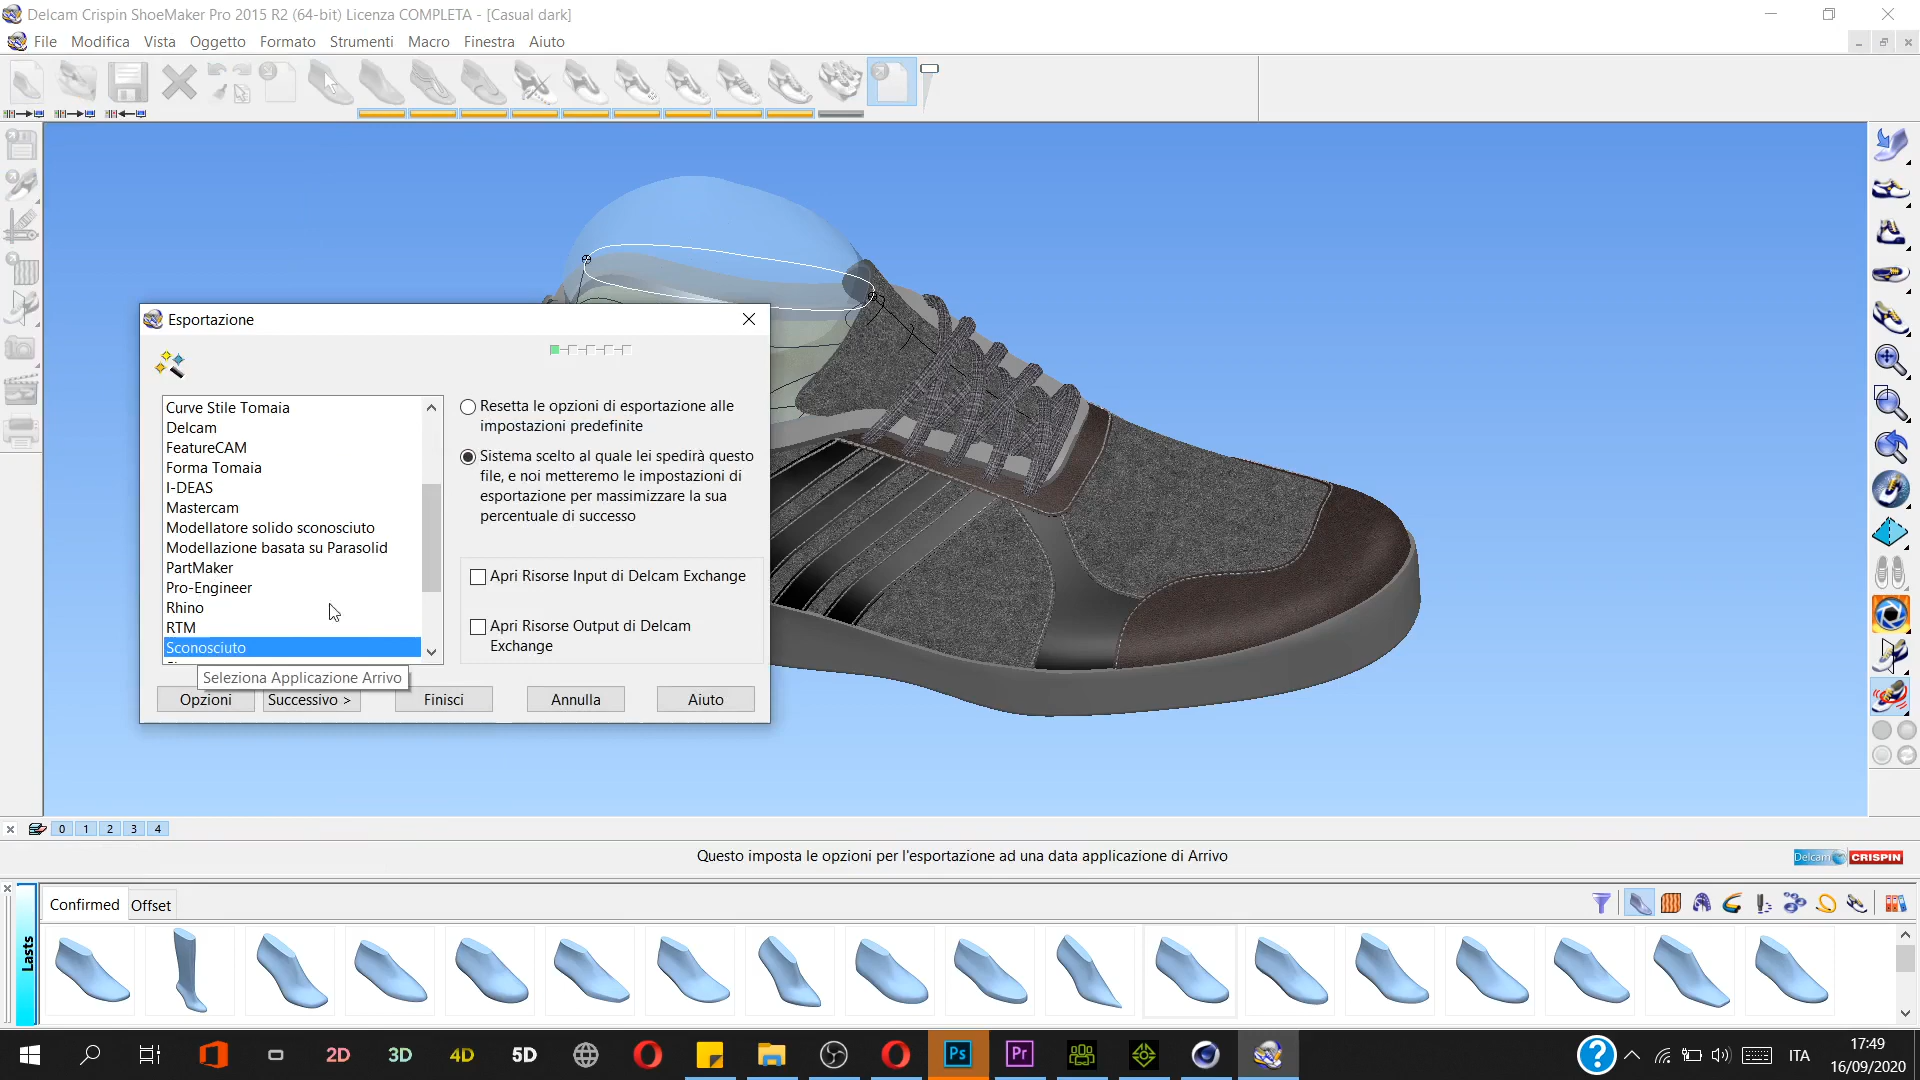 Delcam Crispin ShoeMaker Pro 2015 R2 (64-bit) Licenza COMPLETA - [Casual dark]
File Modifica Vista Oggetto Formato Strumenti Macro Finestra Aiuto
Esportazione
Curve Stile Tomaia
Delcam
FeatureCAM
Forma Tomaia
I-DEAS
Mastercam
Modellatore solido sconosciuto
Modellazione basata su Parasolid
PartMaker
Pro-Engineer
Rhino
RTM
Sconosciuto
Resetta le opzioni di esportazione alle
impostazioni predefinite
Sistema scelto al quale lei spedirà questo
file, e noi metteremo le impostazioni di
esportazione per massimizzare la sua
percentuale di successo
Apri Risorse Input di Delcam Exchange
Apri Risorse Output di Delcam
Exchange
Seleziona Applicazione Arrivo
Opzioni Successivo > Finisci Annulla Aiuto
0 1 2 3 4
Questo imposta le opzioni per l'esportazione ad una data applicazione di Arrivo
Delcam CRISPIN
Confirmed Offset
Lasts
2D 3D 4D 5D Ps Pr ? ITA
17:49
16/09/2020